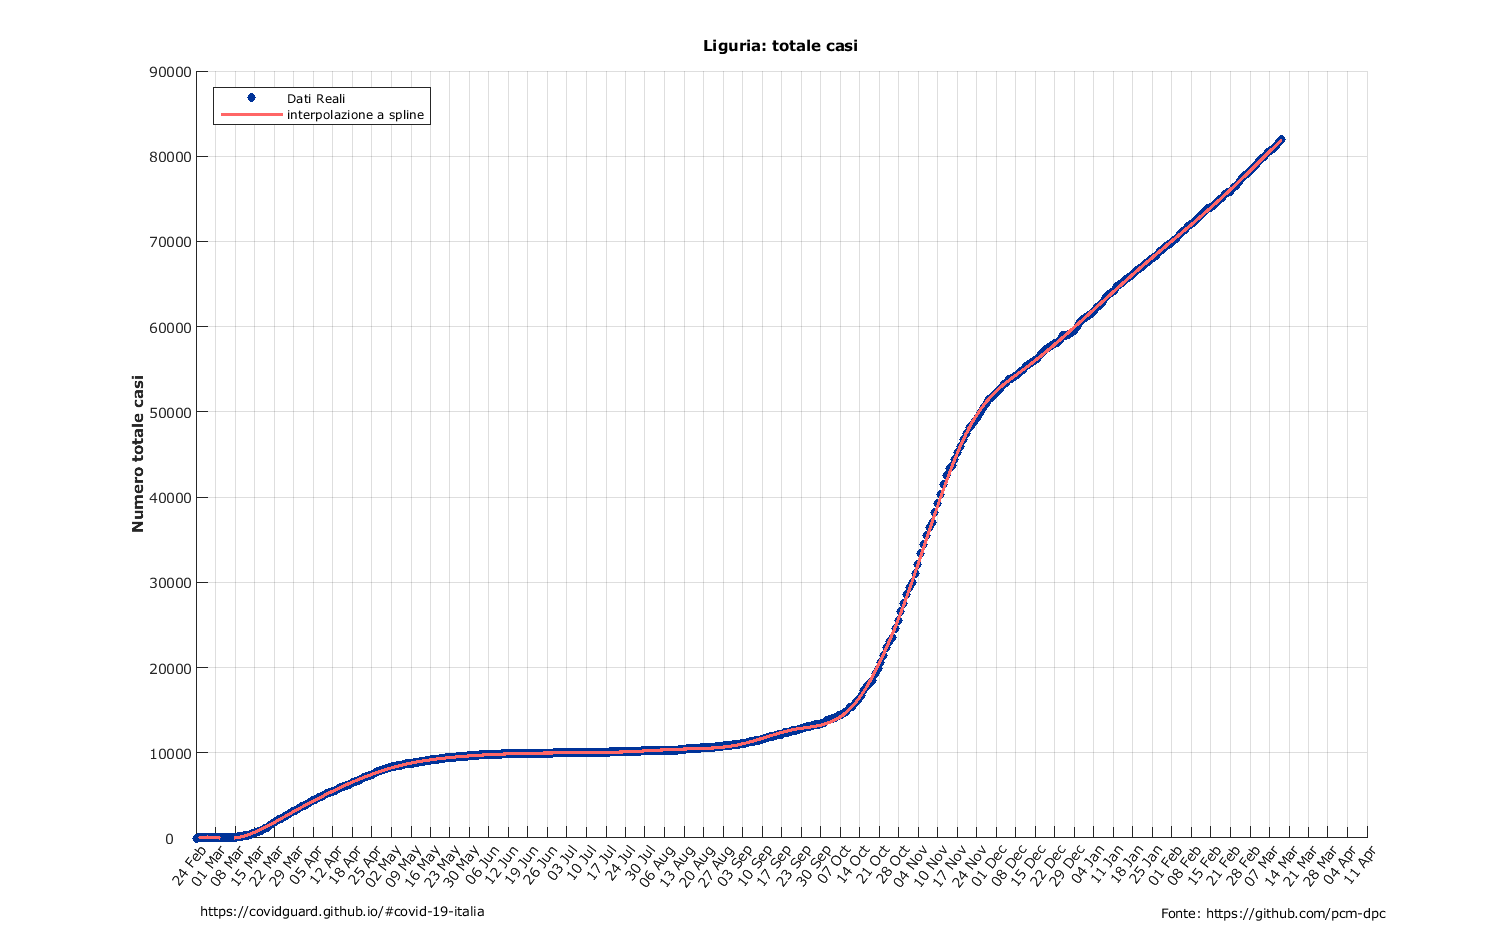 Liguria: totale casi
90000
80000
70000
60000
50000
40000
30000
20000
10000
0
Numero totale casi
Dati Reali
interpolazione a spline
24 Feb
01 Mar
08 Mar
15 Mar
22 Mar
29 Mar
05 Apr
12 Apr
18 Apr
25 Apr
02 May
09 May
16 May
23 May
30 May
06 Jun
12 Jun
19 Jun
26 Jun
03 Jul
10 Jul
17 Jul
24 Jul
30 Jul
06 Aug
13 Aug
20 Aug
27 Aug
03 Sep
10 Sep
17 Sep
23 Sep
30 Sep
07 Oct
14 Oct
21 Oct
28 Oct
04 Nov
10 Nov
17 Nov
24 Nov
01 Dec
08 Dec
15 Dec
22 Dec
29 Dec
04 Jan
11 Jan
18 Jan
25 Jan
01 Feb
08 Feb
15 Feb
21 Feb
28 Feb
07 Mar
14 Mar
21 Mar
28 Mar
04 Apr
11 Apr
https://covidguard.github.io/#covid-19-italia
Fonte: https://github.com/pcm-dpc